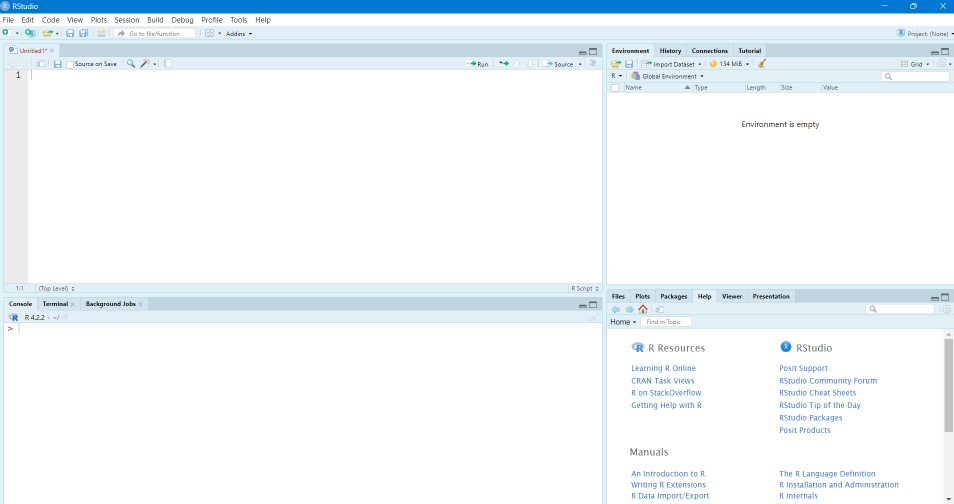 RStudio
File Edit Code View Plots Session Build Debug Profile Tools Help
Go to file/function Addins Project: (None)
Untitled1*
Source on Save Run Source
1
1:1 (Top Level) R Script
Console Terminal Background Jobs
R 4.2.2 · ~/
>
Environment History Connections Tutorial
Import Dataset 134 MiB Grid
R Global Environment
Name Type Length Size Value
Environment is empty
Files Plots Packages Help Viewer Presentation
Home Find in Topic
R Resources
Learning R Online
CRAN Task Views
R on StackOverflow
Getting Help with R
RStudio
Posit Support
RStudio Community Forum
RStudio Cheat Sheets
RStudio Tip of the Day
RStudio Packages
Posit Products
Manuals
An Introduction to R
Writing R Extensions
R Data Import/Export
The R Language Definition
R Installation and Administration
R Internals